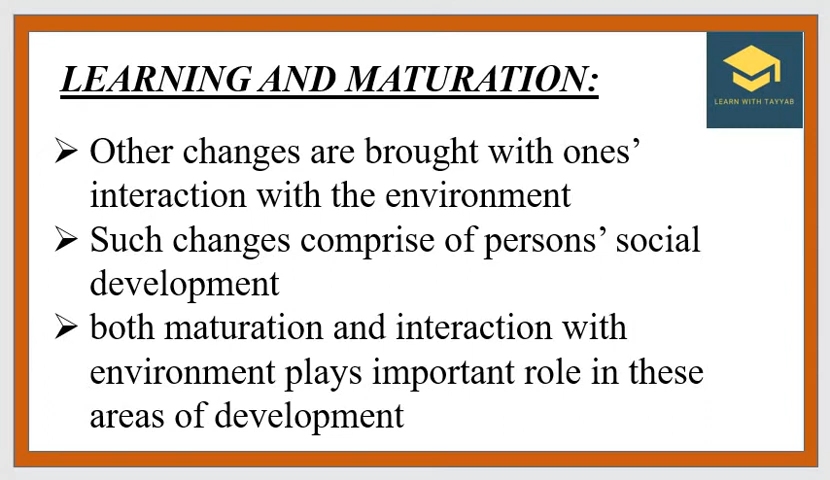 LEARNING AND MATURATION:
LEARN WITH TAYYAB
➢ Other changes are brought with ones’
interaction with the environment
➢ Such changes comprise of persons’ social
development
➢ both maturation and interaction with
environment plays important role in these
areas of development